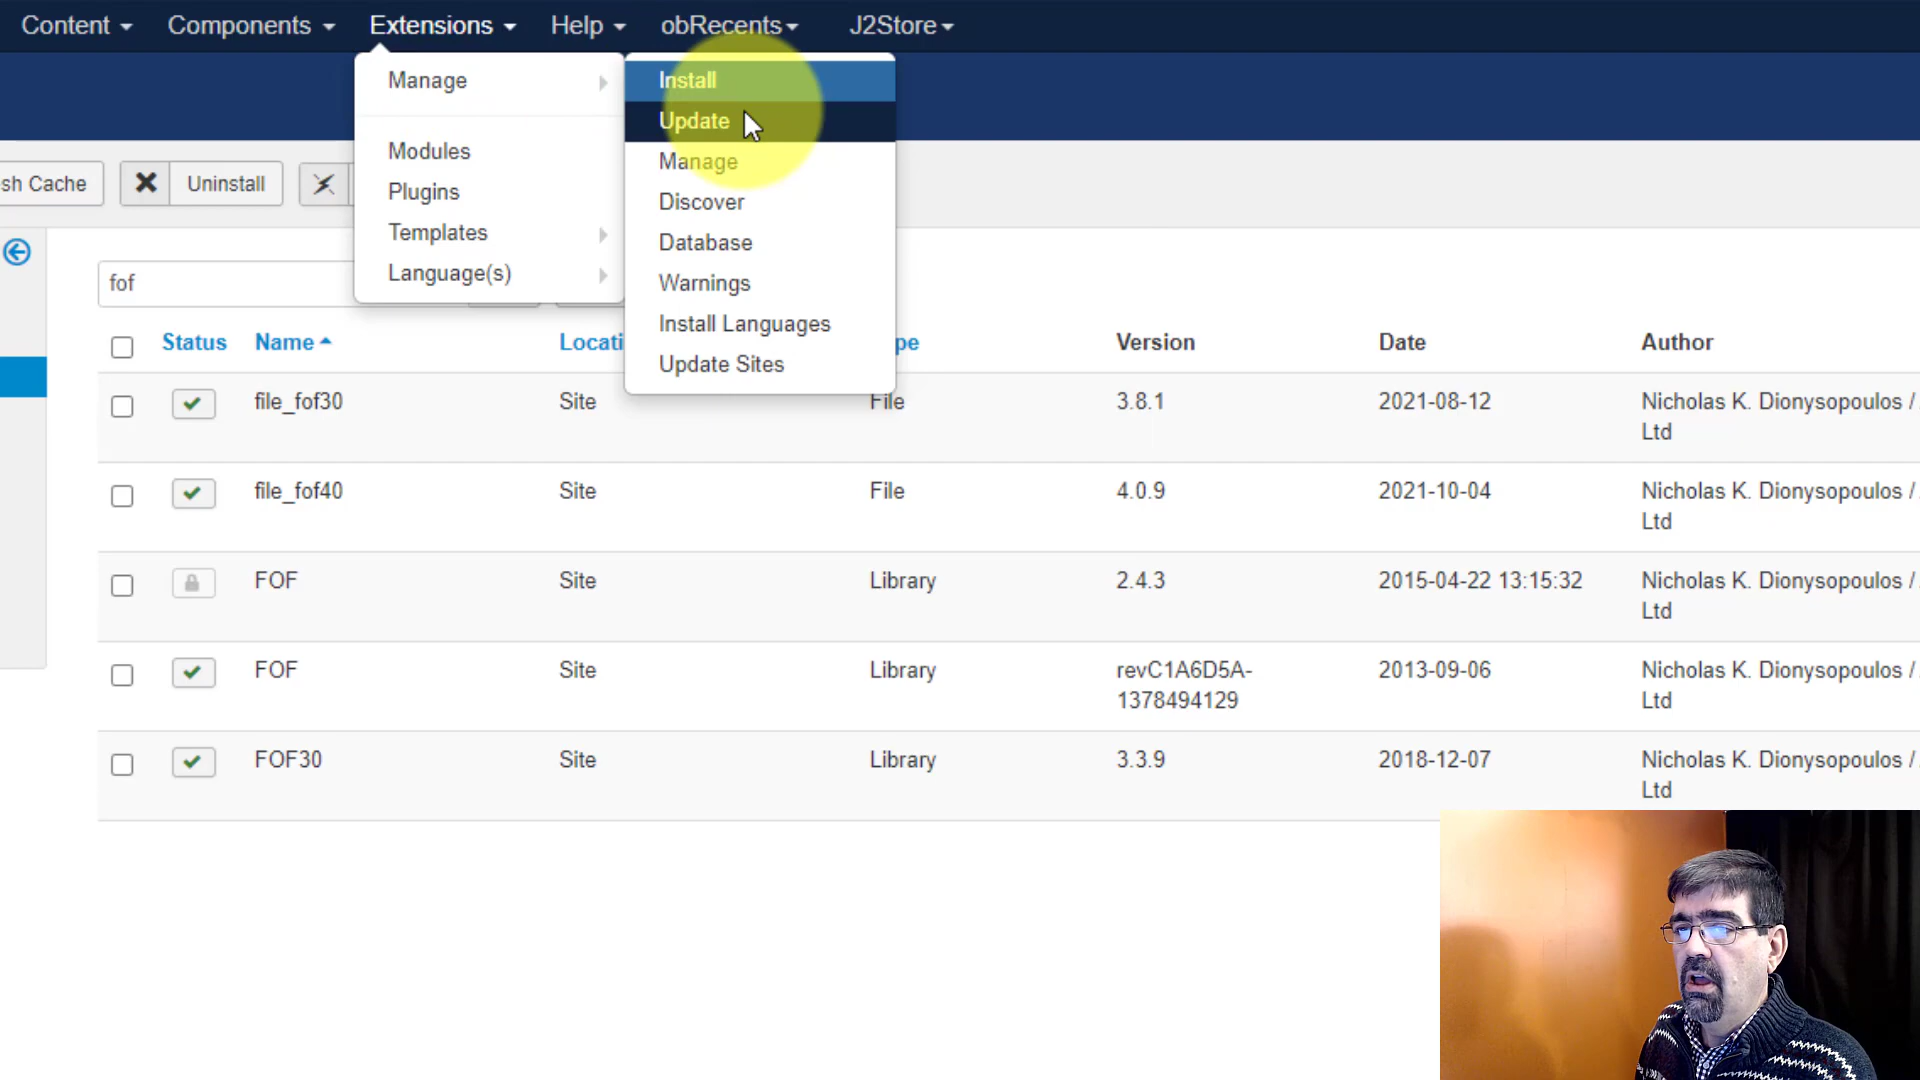 Content Components Extensions Help obRecents J2Store
Manage
Modules
Plugins
Templates
Language(s)
Install
Update
Manage
Discover
Database
Warnings
Install Languages
Update Sites
sh Cache Uninstall
fof
Status Name Locati pe Version Date Author
file_fof30 Site File 3.8.1 2021-08-12 Nicholas K. Dionysopoulos /
Ltd
file_fof40 Site File 4.0.9 2021-10-04 Nicholas K. Dionysopoulos /
Ltd
FOF Site Library 2.4.3 2015-04-22 13:15:32 Nicholas K. Dionysopoulos /
Ltd
FOF Site Library revC1A6D5A- 2013-09-06 Nicholas K. Dionysopoulos /
1378494129 Ltd
FOF30 Site Library 3.3.9 2018-12-07 Nicholas K. Dionysopoulos /
Ltd